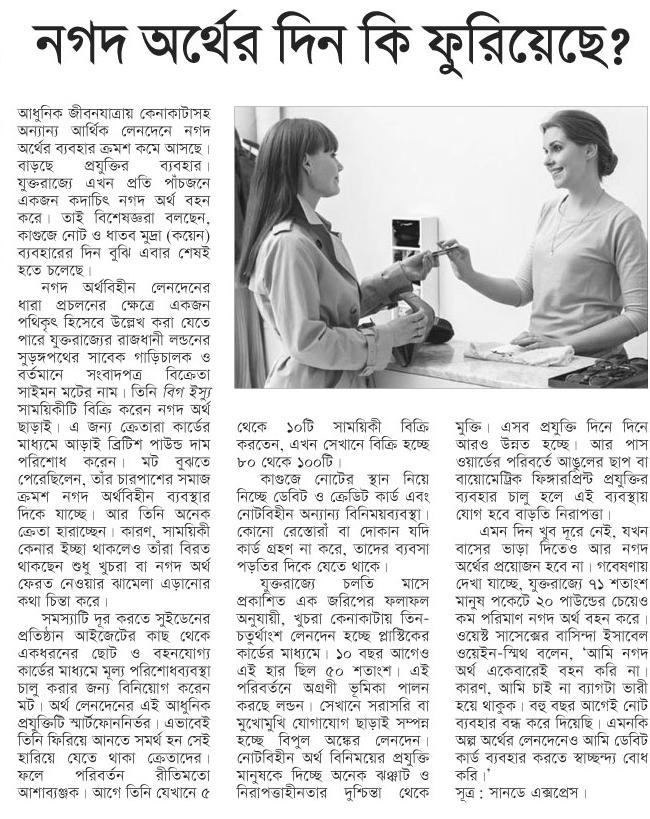 নগদ অর্থের দিন কি ফুরিয়েছে?
আধুনিক জীবনযাত্রায় কেনাকাটাসহ
অন্যান্য আর্থিক লেনদেনে নগদ
অর্থের ব্যবহার ক্রমশ কমে আসছে।
বাড়ছে প্রযুক্তির ব্যবহার।
যুক্তরাজ্যে এখন প্রতি পাঁচজনে
একজন কদাচিৎ নগদ অর্থ বহন
করে। তাই বিশেষজ্ঞরা বলছেন,
কাগুজে নোট ও ধাতব মুদ্রা (কয়েন)
ব্যবহারের দিন বুঝি এবার শেষই
হতে চলেছে।
নগদ অর্থবিহীন লেনদেনের
ধারা প্রচলনের ক্ষেত্রে একজন
পথিকৃৎ হিসেবে উল্লেখ করা যেতে
পারে যুক্তরাজ্যের রাজধানী লন্ডনের
সুড়ঙ্গপথের সাবেক গাড়িচালক ও
বর্তমানে সংবাদপত্র বিক্রেতা
সাইমন মটের নাম। তিনি বিগ ইস্যু
সাময়িকীটি বিক্রি করেন নগদ অর্থ
ছাড়াই। এ জন্য ক্রেতারা কার্ডের
মাধ্যমে আড়াই ব্রিটিশ পাউন্ড দাম
পরিশোধ করেন। মট বুঝতে
পেরেছিলেন, তাঁর চারপাশের সমাজ
ক্রমশ নগদ অর্থবিহীন ব্যবস্থার
দিকে যাচ্ছে। আর তিনি অনেক
ক্রেতা হারাচ্ছেন। কারণ, সাময়িকী
কেনার ইচ্ছা থাকলেও তাঁরা বিরত
থাকছেন শুধু খুচরা বা নগদ অর্থ
ফেরত নেওয়ার ঝামেলা এড়ানোর
কথা চিন্তা করে।
সমস্যাটি দূর করতে সুইডেনের
প্রতিষ্ঠান আইজেটের কাছ থেকে
একধরনের ছোট ও বহনযোগ্য
কার্ডের মাধ্যমে মূল্য পরিশোধব্যবস্থা
চালু করার জন্য বিনিয়োগ করেন
মট। অর্থ লেনদেনের এই আধুনিক
প্রযুক্তিটি স্মার্টফোননির্ভর। এভাবেই
তিনি ফিরিয়ে আনতে সমর্থ হন সেই
হারিয়ে যেতে থাকা ক্রেতাদের।
ফলে পরিবর্তন রীতিমতো
আশাব্যঞ্জক। আগে তিনি যেখানে ৫
থেকে ১০টি সাময়িকী বিক্রি
করতেন, এখন সেখানে বিক্রি হচ্ছে
৮০ থেকে ১০০টি।
কাগুজে নোটের স্থান নিয়ে
নিচ্ছে ডেবিট ও ক্রেডিট কার্ড এবং
নোটবিহীন অন্যান্য বিনিময়ব্যবস্থা।
কোনো রেস্তোরাঁ বা দোকান যদি
কার্ড গ্রহণ না করে, তাদের ব্যবসা
পড়তির দিকে যেতে থাকে।
যুক্তরাজ্যে চলতি মাসে
প্রকাশিত এক জরিপের ফলাফল
অনুযায়ী, খুচরা কেনাকাটায় তিন-
চতুর্থাংশ লেনদেন হচ্ছে প্লাস্টিকের
কার্ডের মাধ্যমে। ১০ বছর আগেও
এই হার ছিল ৫০ শতাংশ। এই
পরিবর্তনে অগ্রণী ভূমিকা পালন
করছে লন্ডন। সেখানে সরাসরি বা
মুখোমুখি যোগাযোগ ছাড়াই সম্পন্ন
হচ্ছে বিপুল অঙ্কের লেনদেন।
নোটবিহীন অর্থ বিনিময়ের প্রযুক্তি
মানুষকে দিচ্ছে অনেক ঝক্কাট ও
নিরাপত্তাহীনতার দুশ্চিন্তা থেকে
মুক্তি। এসব প্রযুক্তি দিনে দিনে
আরও উন্নত হচ্ছে। আর পাস
ওয়ার্ডের পরিবর্তে আঙুলের ছাপ বা
বায়োমেট্রিক ফিঙ্গারপ্রিন্ট প্রযুক্তির
ব্যবহার চালু হলে এই ব্যবস্থায়
যোগ হবে বাড়তি নিরাপত্তা।
এমন দিন খুব দূরে নেই, যখন
বাসের ভাড়া দিতেও আর নগদ
অর্থের প্রয়োজন হবে না। গবেষণায়
দেখা যাচ্ছে, যুক্তরাজ্যে ৭১ শতাংশ
মানুষ পকেটে ২০ পাউন্ডের চেয়েও
কম পরিমাণ নগদ অর্থ বহন করে।
ওয়েস্ট সাসেক্সের বাসিন্দা ইসাবেল
ওয়েইন-স্মিথ বলেন, ‘আমি নগদ
অর্থ একেবারেই বহন করি না।
কারণ, আমি চাই না ব্যাগটা ভারী
হয়ে থাকুক। বহু বছর আগেই নোট
ব্যবহার বন্ধ করে দিয়েছি। এমনকি
অল্প অর্থের লেনদেনেও আমি ডেবিট
কার্ড ব্যবহার করতে স্বাচ্ছন্দ্য বোধ
করি।’
সূত্র : সানডে এক্সপ্রেস।